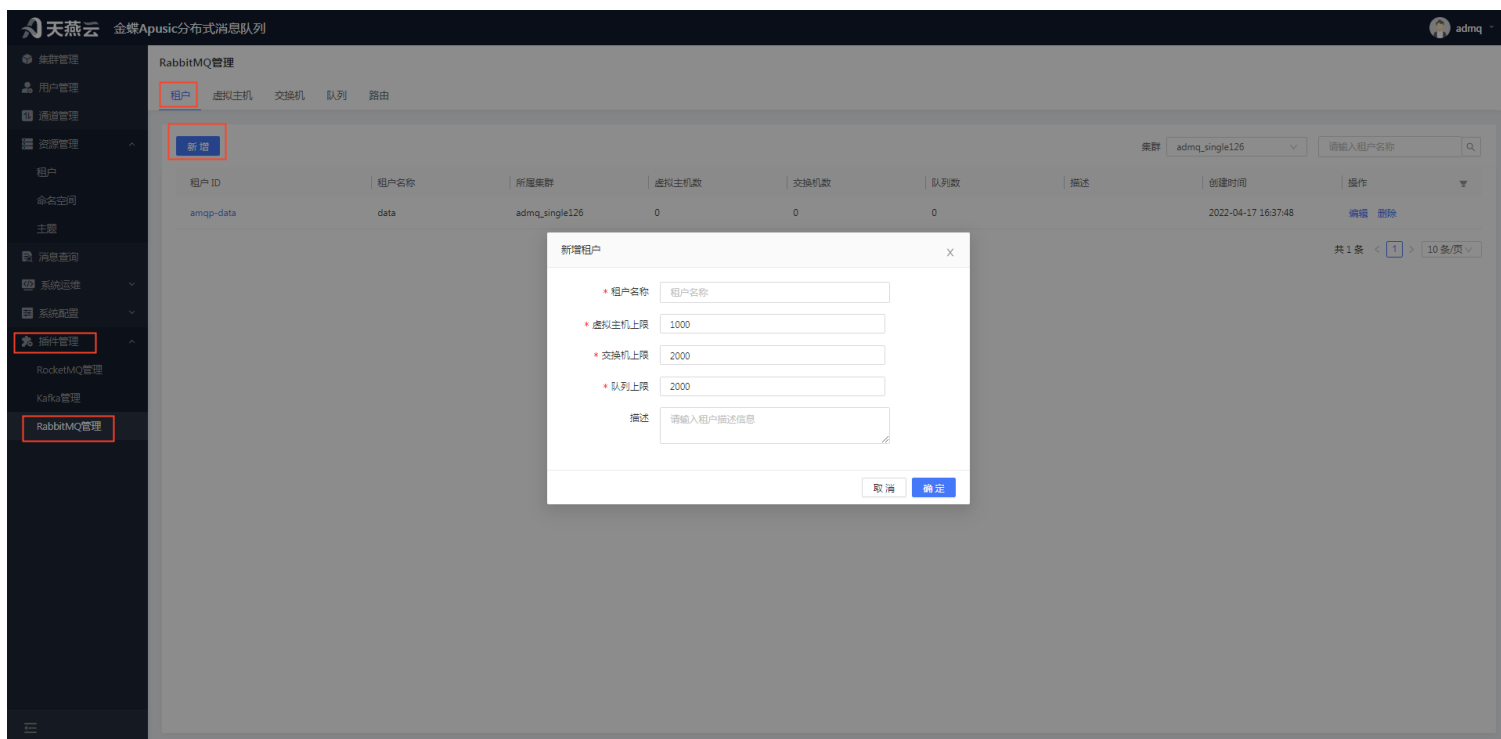 天燕云 金蝶Apusic分布式消息队列 admq
集群管理
用户管理
通道管理
资源管理
租户
命名空间
主题
消息查询
系统运维
系统配置
插件管理
RocketMQ管理
Kafka管理
RabbitMQ管理
RabbitMQ管理
租户 虚拟主机 交换机 队列 路由
新增 集群 admq_single126 请输入租户名称
租户 ID 租户名称 所属集群 虚拟主机数 交换机数 队列数 描述 创建时间 操作
amqp-data data admq_single126 0 0 0 2022-04-17 16:37:48 编辑 删除
共 1 条 < 1 > 10 条/页
新增租户 X
* 租户名称 租户名称
* 虚拟主机上限 1000
* 交换机上限 2000
* 队列上限 2000
描述 请输入租户描述信息
取消 确定